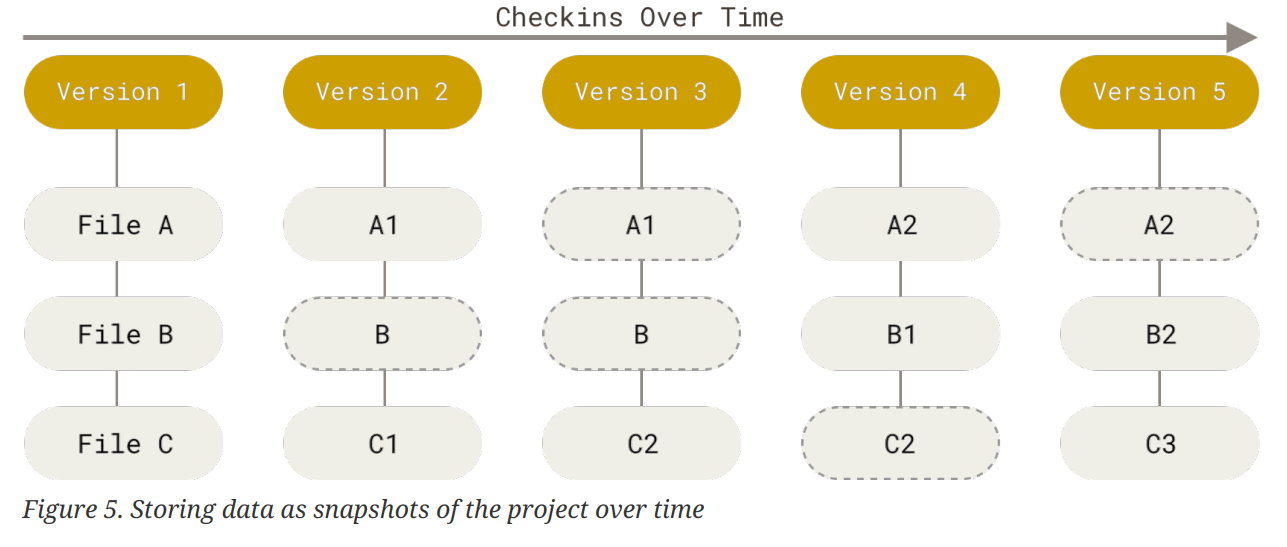 Checkins Over Time
Version 1 Version 2 Version 3 Version 4 Version 5
File A A1 A1 A2 A2
File B B B B1 B2
File C C1 C2 C2 C3
Figure 5. Storing data as snapshots of the project over time